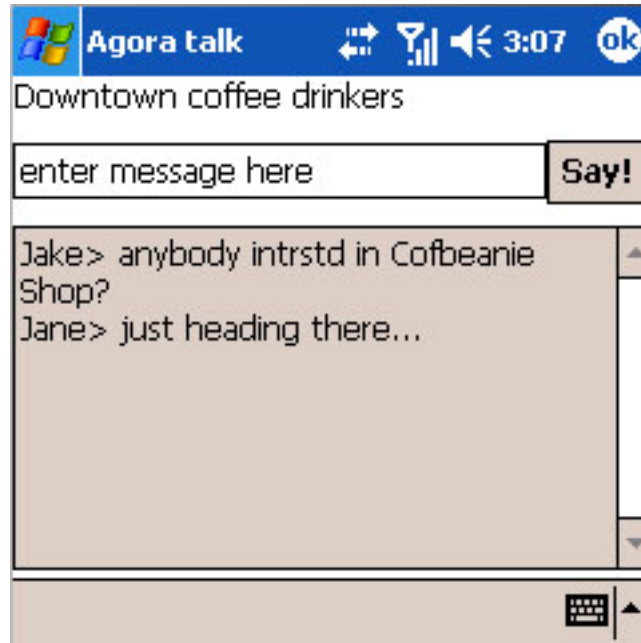 Agora talk 3:07 ok
Downtown coffee drinkers
enter message here Say!
Jake> anybody intrstd in Cofbeanie
Shop?
Jane> just heading there...